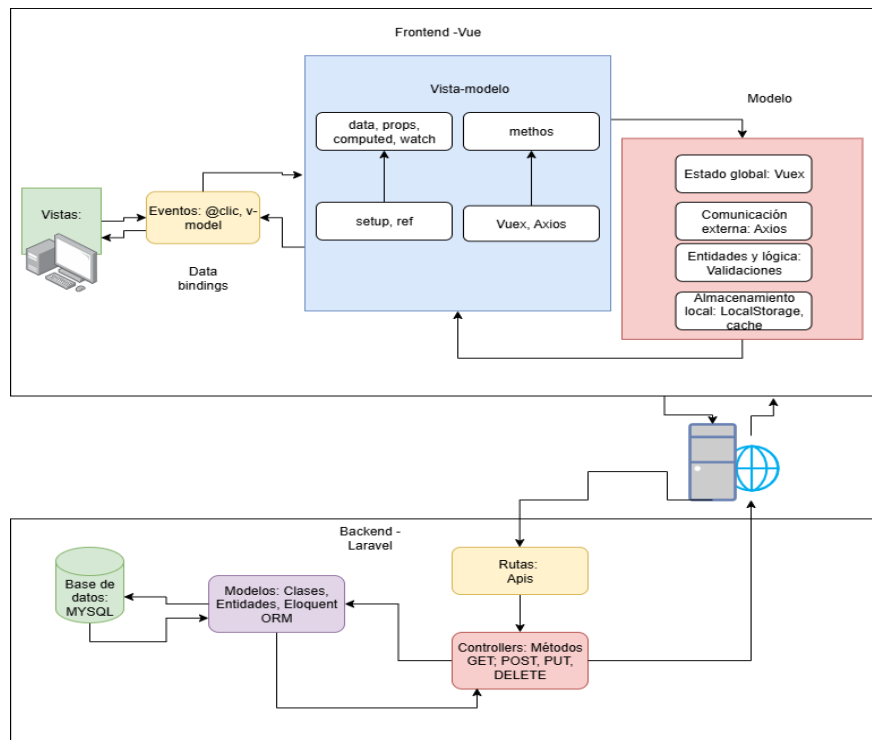 Frontend -Vue
Vista-modelo
Modelo
data, props,
computed, watch
methos
setup, ref
Vuex, Axios
Vistas:
Eventos: @clic, v-
model
Data
bindings
Estado global: Vuex
Comunicación
externa: Axios
Entidades y lógica:
Validaciones
Almacenamiento
local: LocalStorage,
cache
Backend -
Laravel
Base de
datos:
MYSQL
Modelos: Clases,
Entidades, Eloquent
ORM
Rutas:
Apis
Controllers: Métodos
GET; POST, PUT,
DELETE